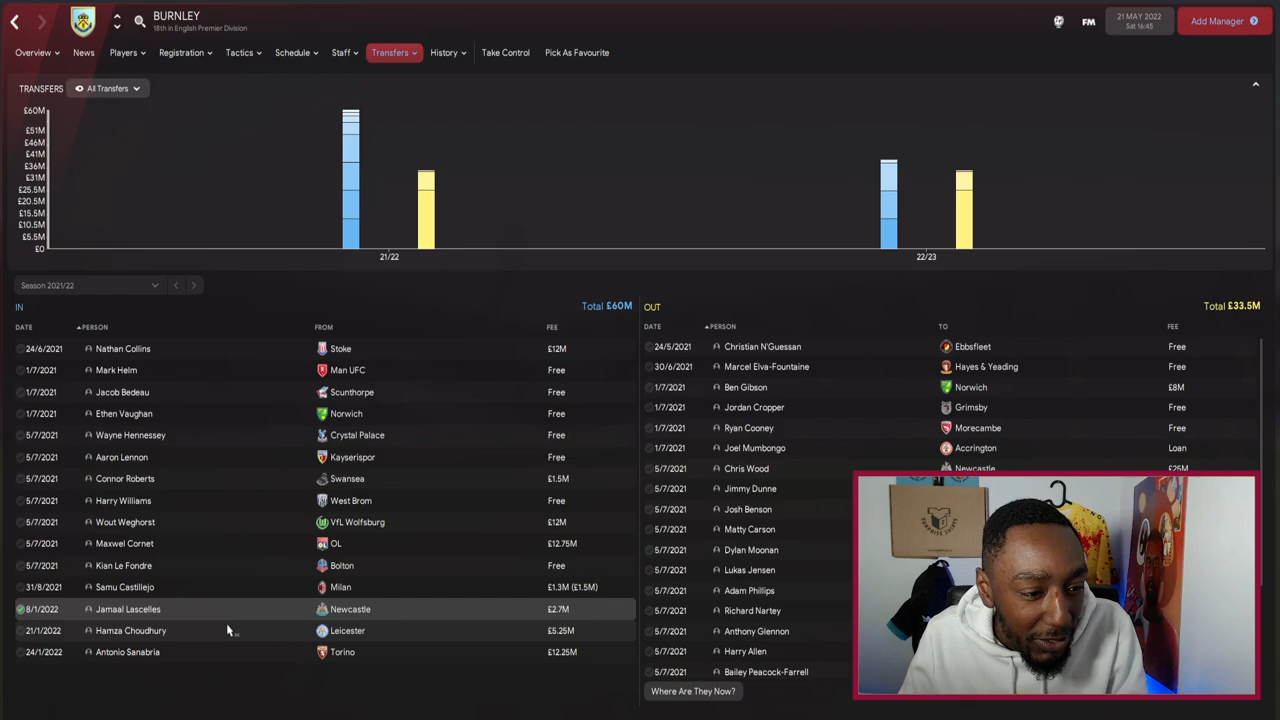 BURNLEY
18th in English Premier Division
FM
21 MAY 2022
Sat 16:45
Add Manager
Overview News Players Registration Tactics Schedule Staff Transfers History Take Control Pick As Favourite
TRANSFERS All Transfers
£60M
£51M
£46M
£41M
£36M
£31M
£25.5M
£20.5M
£15.5M
£10.5M
£5.5M
£0
21/22 22/23
Season 2021/22
IN Total £60M
DATE PERSON FROM FEE
24/6/2021 Nathan Collins Stoke £12M
1/7/2021 Mark Helm Man UFC Free
1/7/2021 Jacob Bedeau Scunthorpe Free
1/7/2021 Ethen Vaughan Norwich Free
5/7/2021 Wayne Hennessey Crystal Palace Free
5/7/2021 Aaron Lennon Kayserispor Free
5/7/2021 Connor Roberts Swansea £1.5M
5/7/2021 Harry Williams West Brom Free
5/7/2021 Wout Weghorst VfL Wolfsburg £12M
5/7/2021 Maxwel Cornet OL £12.75M
5/7/2021 Kian Le Fondre Bolton Free
31/8/2021 Samu Castillejo Milan £1.3M (£1.5M)
8/1/2022 Jamaal Lascelles Newcastle £2.7M
21/1/2022 Hamza Choudhury Leicester £5.25M
24/1/2022 Antonio Sanabria Torino £12.25M
OUT Total £33.5M
DATE PERSON TO FEE
24/5/2021 Christian N'Guessan Ebbsfleet Free
30/6/2021 Marcel Elva-Fountaine Hayes & Yeading Free
1/7/2021 Ben Gibson Norwich £8M
1/7/2021 Jordan Cropper Grimsby Free
1/7/2021 Ryan Cooney Morecambe Free
1/7/2021 Joel Mumbongo Accrington Loan
5/7/2021 Chris Wood Newcastle £25M
5/7/2021 Jimmy Dunne
5/7/2021 Josh Benson
5/7/2021 Matty Carson
5/7/2021 Dylan Moonan
5/7/2021 Lukas Jensen
5/7/2021 Adam Phillips
5/7/2021 Richard Nartey
5/7/2021 Anthony Glennon
5/7/2021 Harry Allen
5/7/2021 Bailey Peacock-Farrell
Where Are They Now?
SURPRISE SHIRTS